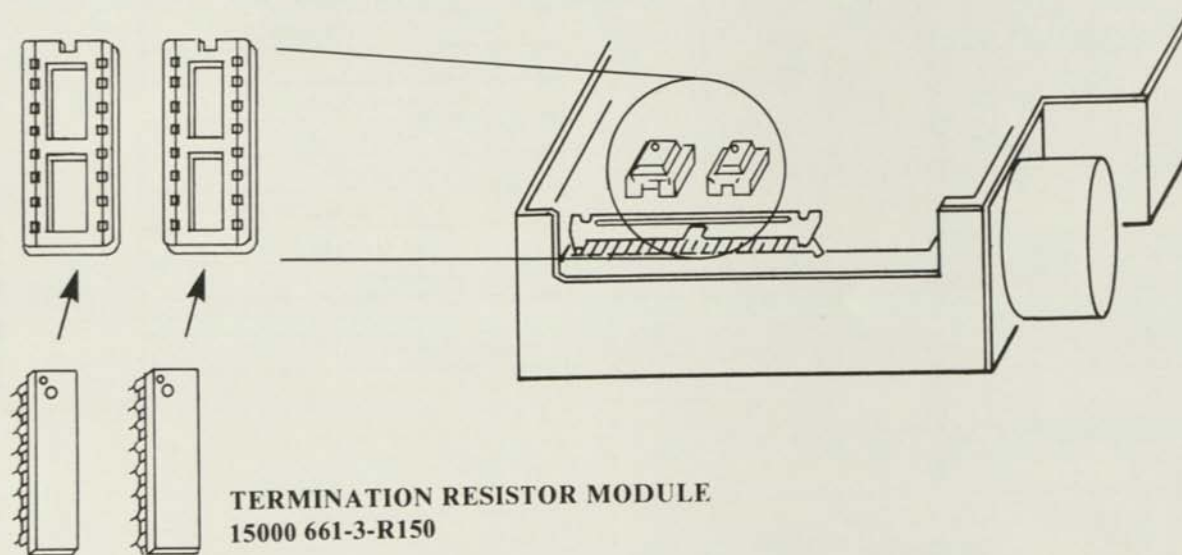 TERMINATION RESISTOR MODULE
15000 661-3-R150